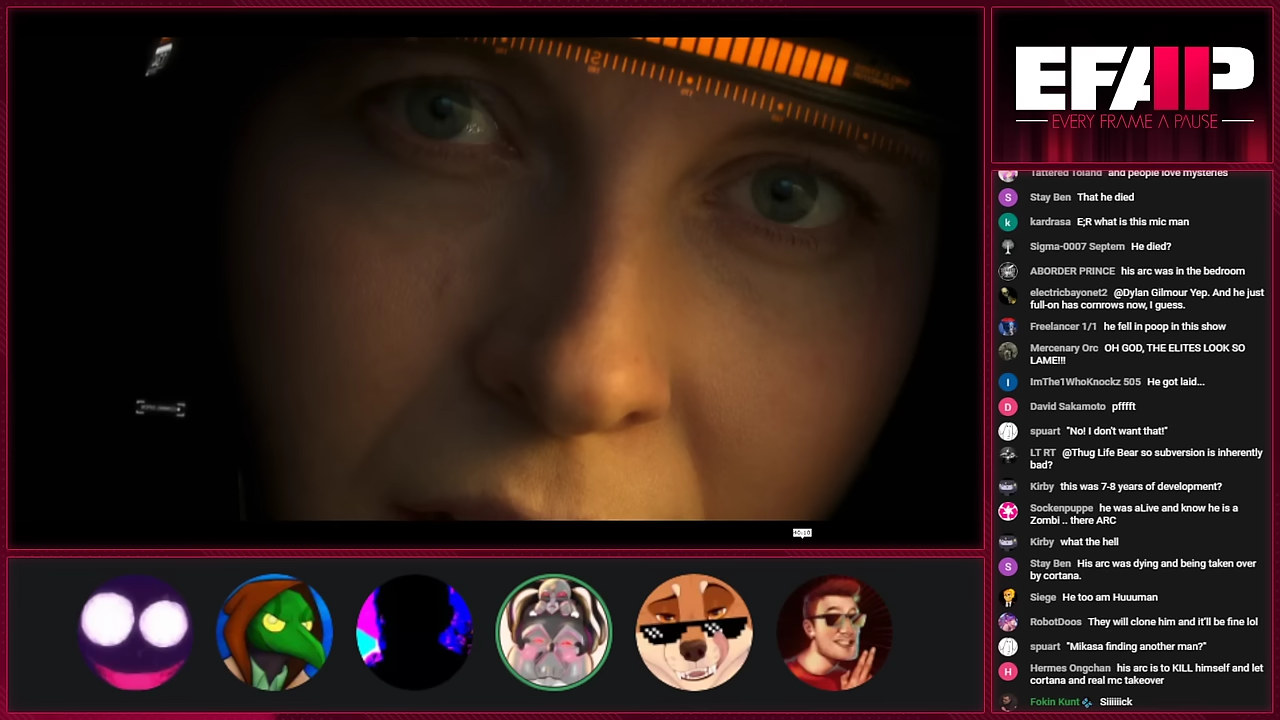 EFAP
EVERY FRAME A PAUSE
Tattered Toland and people love mysteries
S Stay Ben That he died
k kardrasa E;R what is this mic man
Sigma-0007 Septem He died?
ABORDER PRINCE his arc was in the bedroom
electricbayonet2 @Dylan Gilmour Yep. And he just
full-on has cornrows now, I guess.
Freelancer 1/1 he fell in poop in this show
Mercenary Orc OH GOD, THE ELITES LOOK SO
LAME!!!
I ImThe1WhoKnockz 505 He got laid...
D David Sakamoto pfffft
spuart "No! I don't want that!"
LT RT @Thug Life Bear so subversion is inherently
bad?
Kirby this was 7-8 years of development?
Sockenpuppe he was aLive and know he is a
Zombi .. there ARC
Kirby what the hell
S Stay Ben His arc was dying and being taken over
by cortana.
Siege He too am Huuuman
RobotDoos They will clone him and it'll be fine lol
spuart "Mikasa finding another man?"
H Hermes Ongchan his arc is to KILL himself and let
cortana and real mc takeover
Fokin Kunt Siiiiiick
40:18